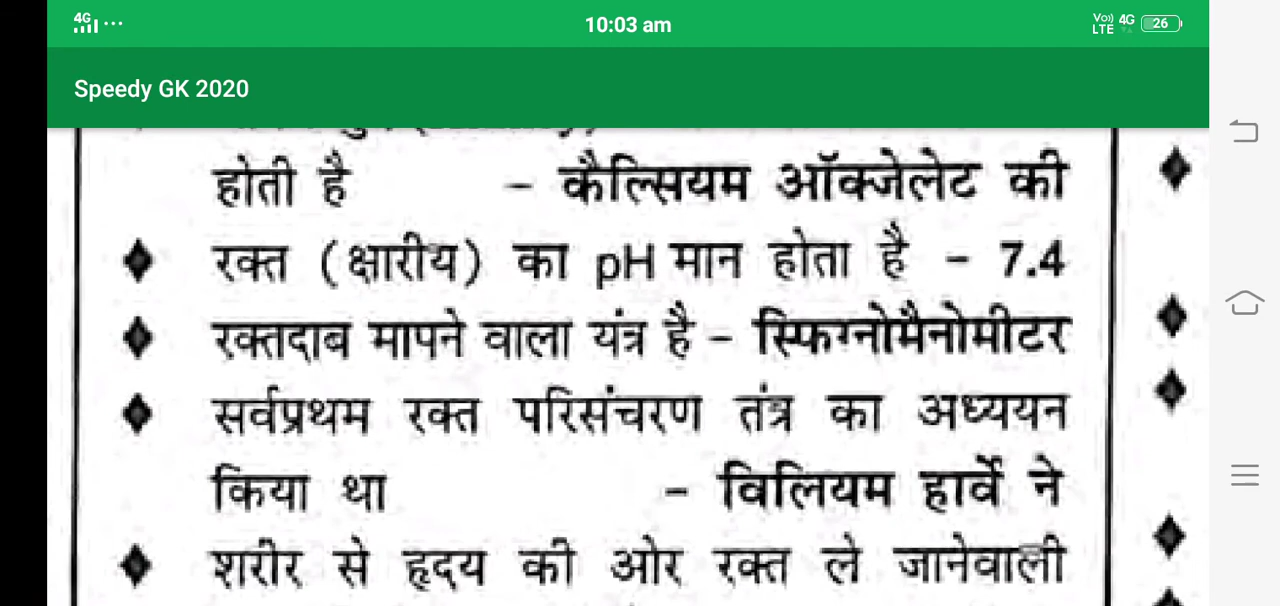 4G ...
10:03 am
Vo)) 4G
LTE
26
Speedy GK 2020
होती है – कैल्सियम ऑक्जेलेट की
रक्त (क्षारीय) का pH मान होता है – 7.4
रक्तदाब मापने वाला यंत्र है – स्फिग्नोमैनोमीटर
सर्वप्रथम रक्त परिसंचरण तंत्र का अध्ययन
किया था – विलियम हार्वे ने
शरीर से हृदय की ओर रक्त ले जानेवाली